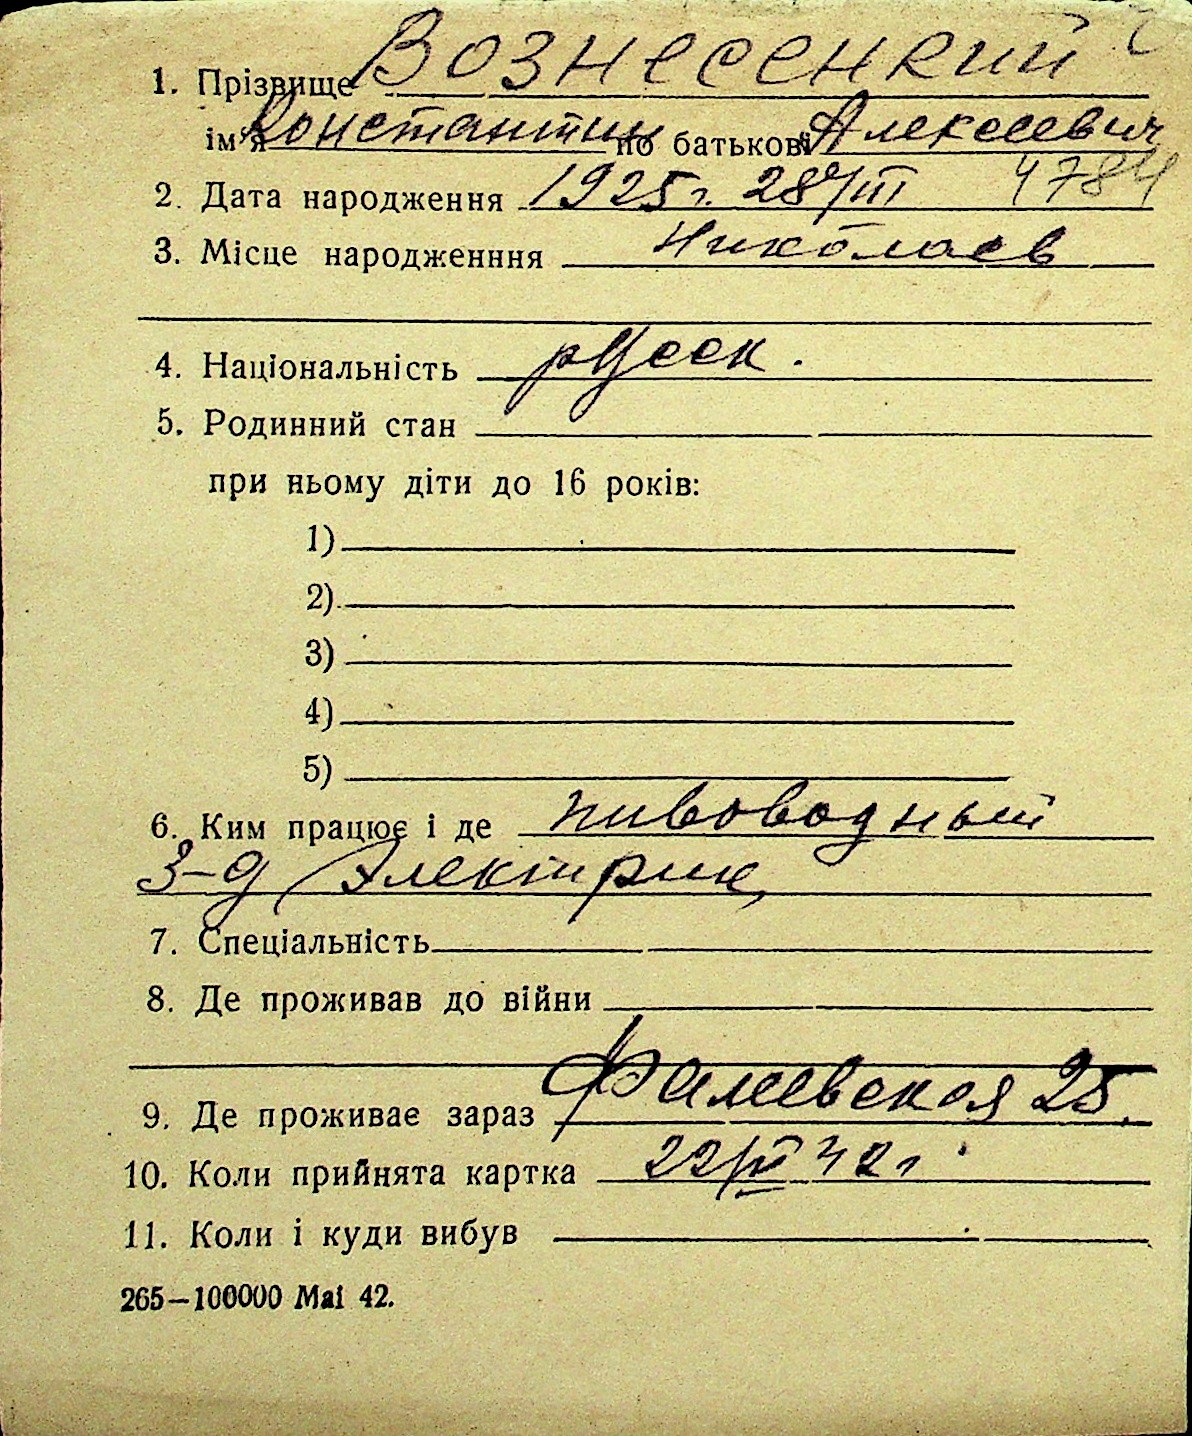 1. Прізвище Вознесенкий
ім'я Константин по батькові Алексеевич
2. Дата народження 1925 г. 28/III 4784
3. Місце народженння Николаев
4. Національність русск.
5. Родинний стан
при ньому діти до 16 років:
1)
2)
3)
4)
5)
6. Ким працює і де пивоводный
з-д Электрик
7. Спеціальність
8. Де проживав до війни
9. Де проживає зараз Фалеевская 25.
10. Коли прийнята картка 22/VI 42 г
11. Коли і куди вибув
265—100000 Mai 42.